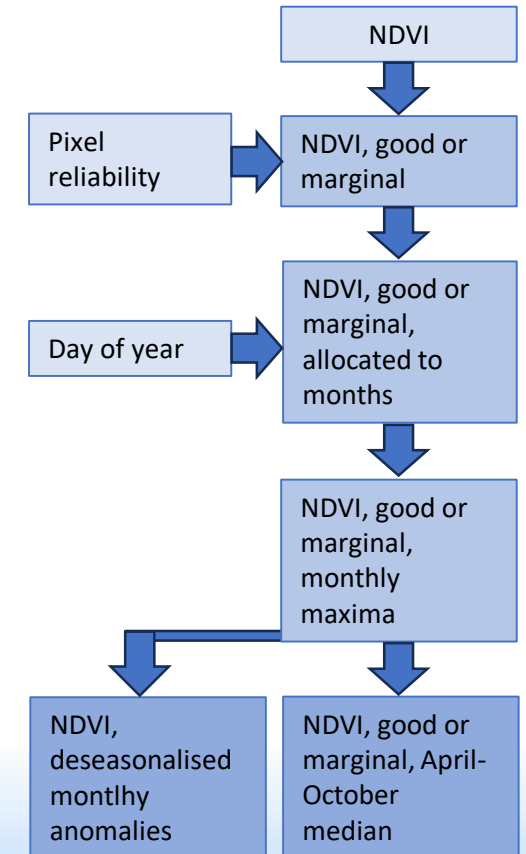 NDVI
Pixel
reliability
NDVI, good or
marginal
Day of year
NDVI, good or
marginal,
allocated to
months
NDVI, good or
marginal,
monthly
maxima
NDVI,
deseasonalised
montlhy
anomalies
NDVI, good or
marginal, April-
October
median